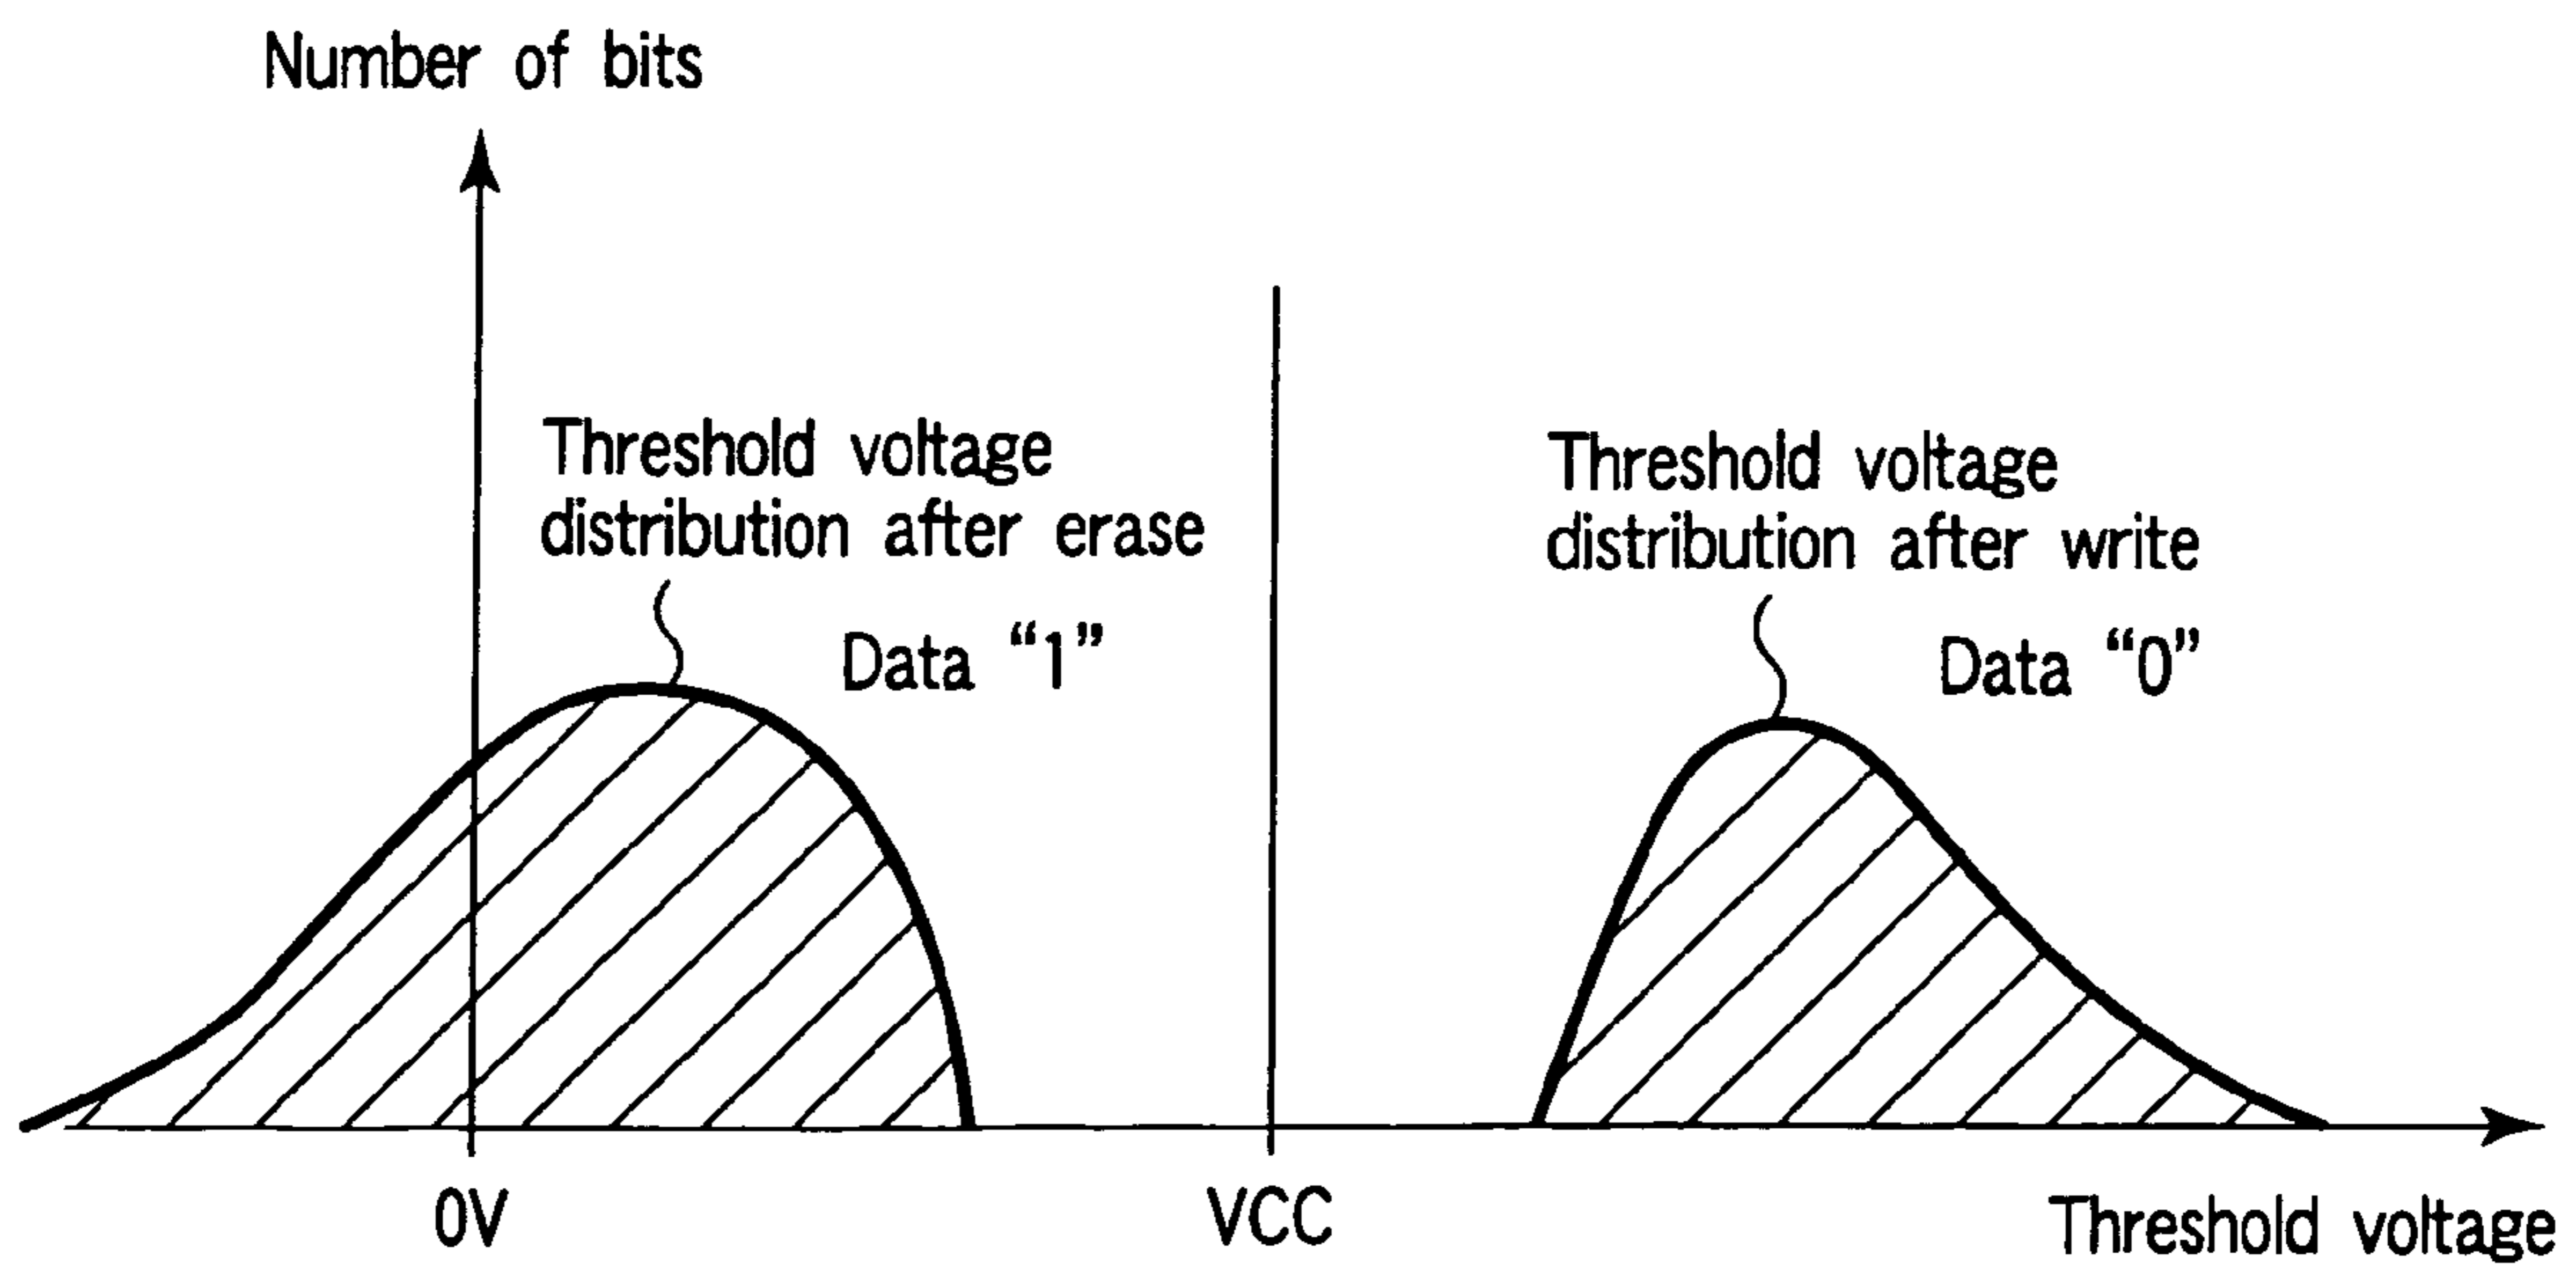 Number of bits
Threshold voltage
distribution after erase
Data “1”
Threshold voltage
distribution after write
Data “0”
0V
VCC
Threshold voltage